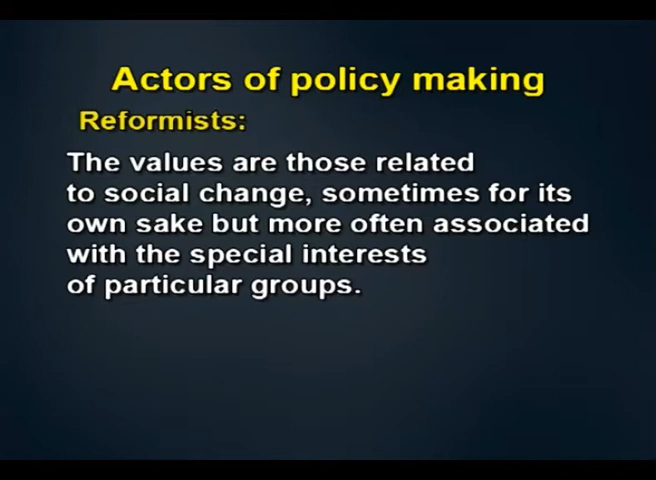 Actors of policy making
Reformists:
The values are those related
to social change, sometimes for its
own sake but more often associated
with the special interests
of particular groups.